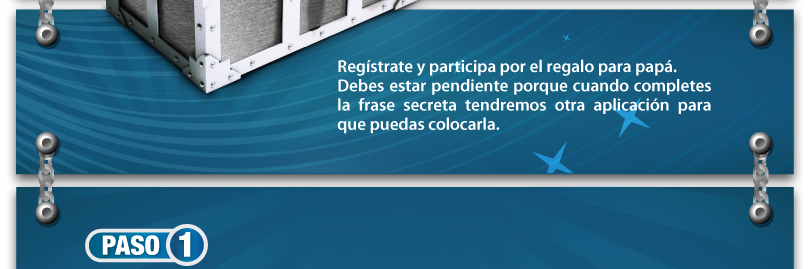 Regístrate y participa por el regalo para papá.
Debes estar pendiente porque cuando completes
la frase secreta tendremos otra aplicación para
que puedas colocarla.
PASO 1